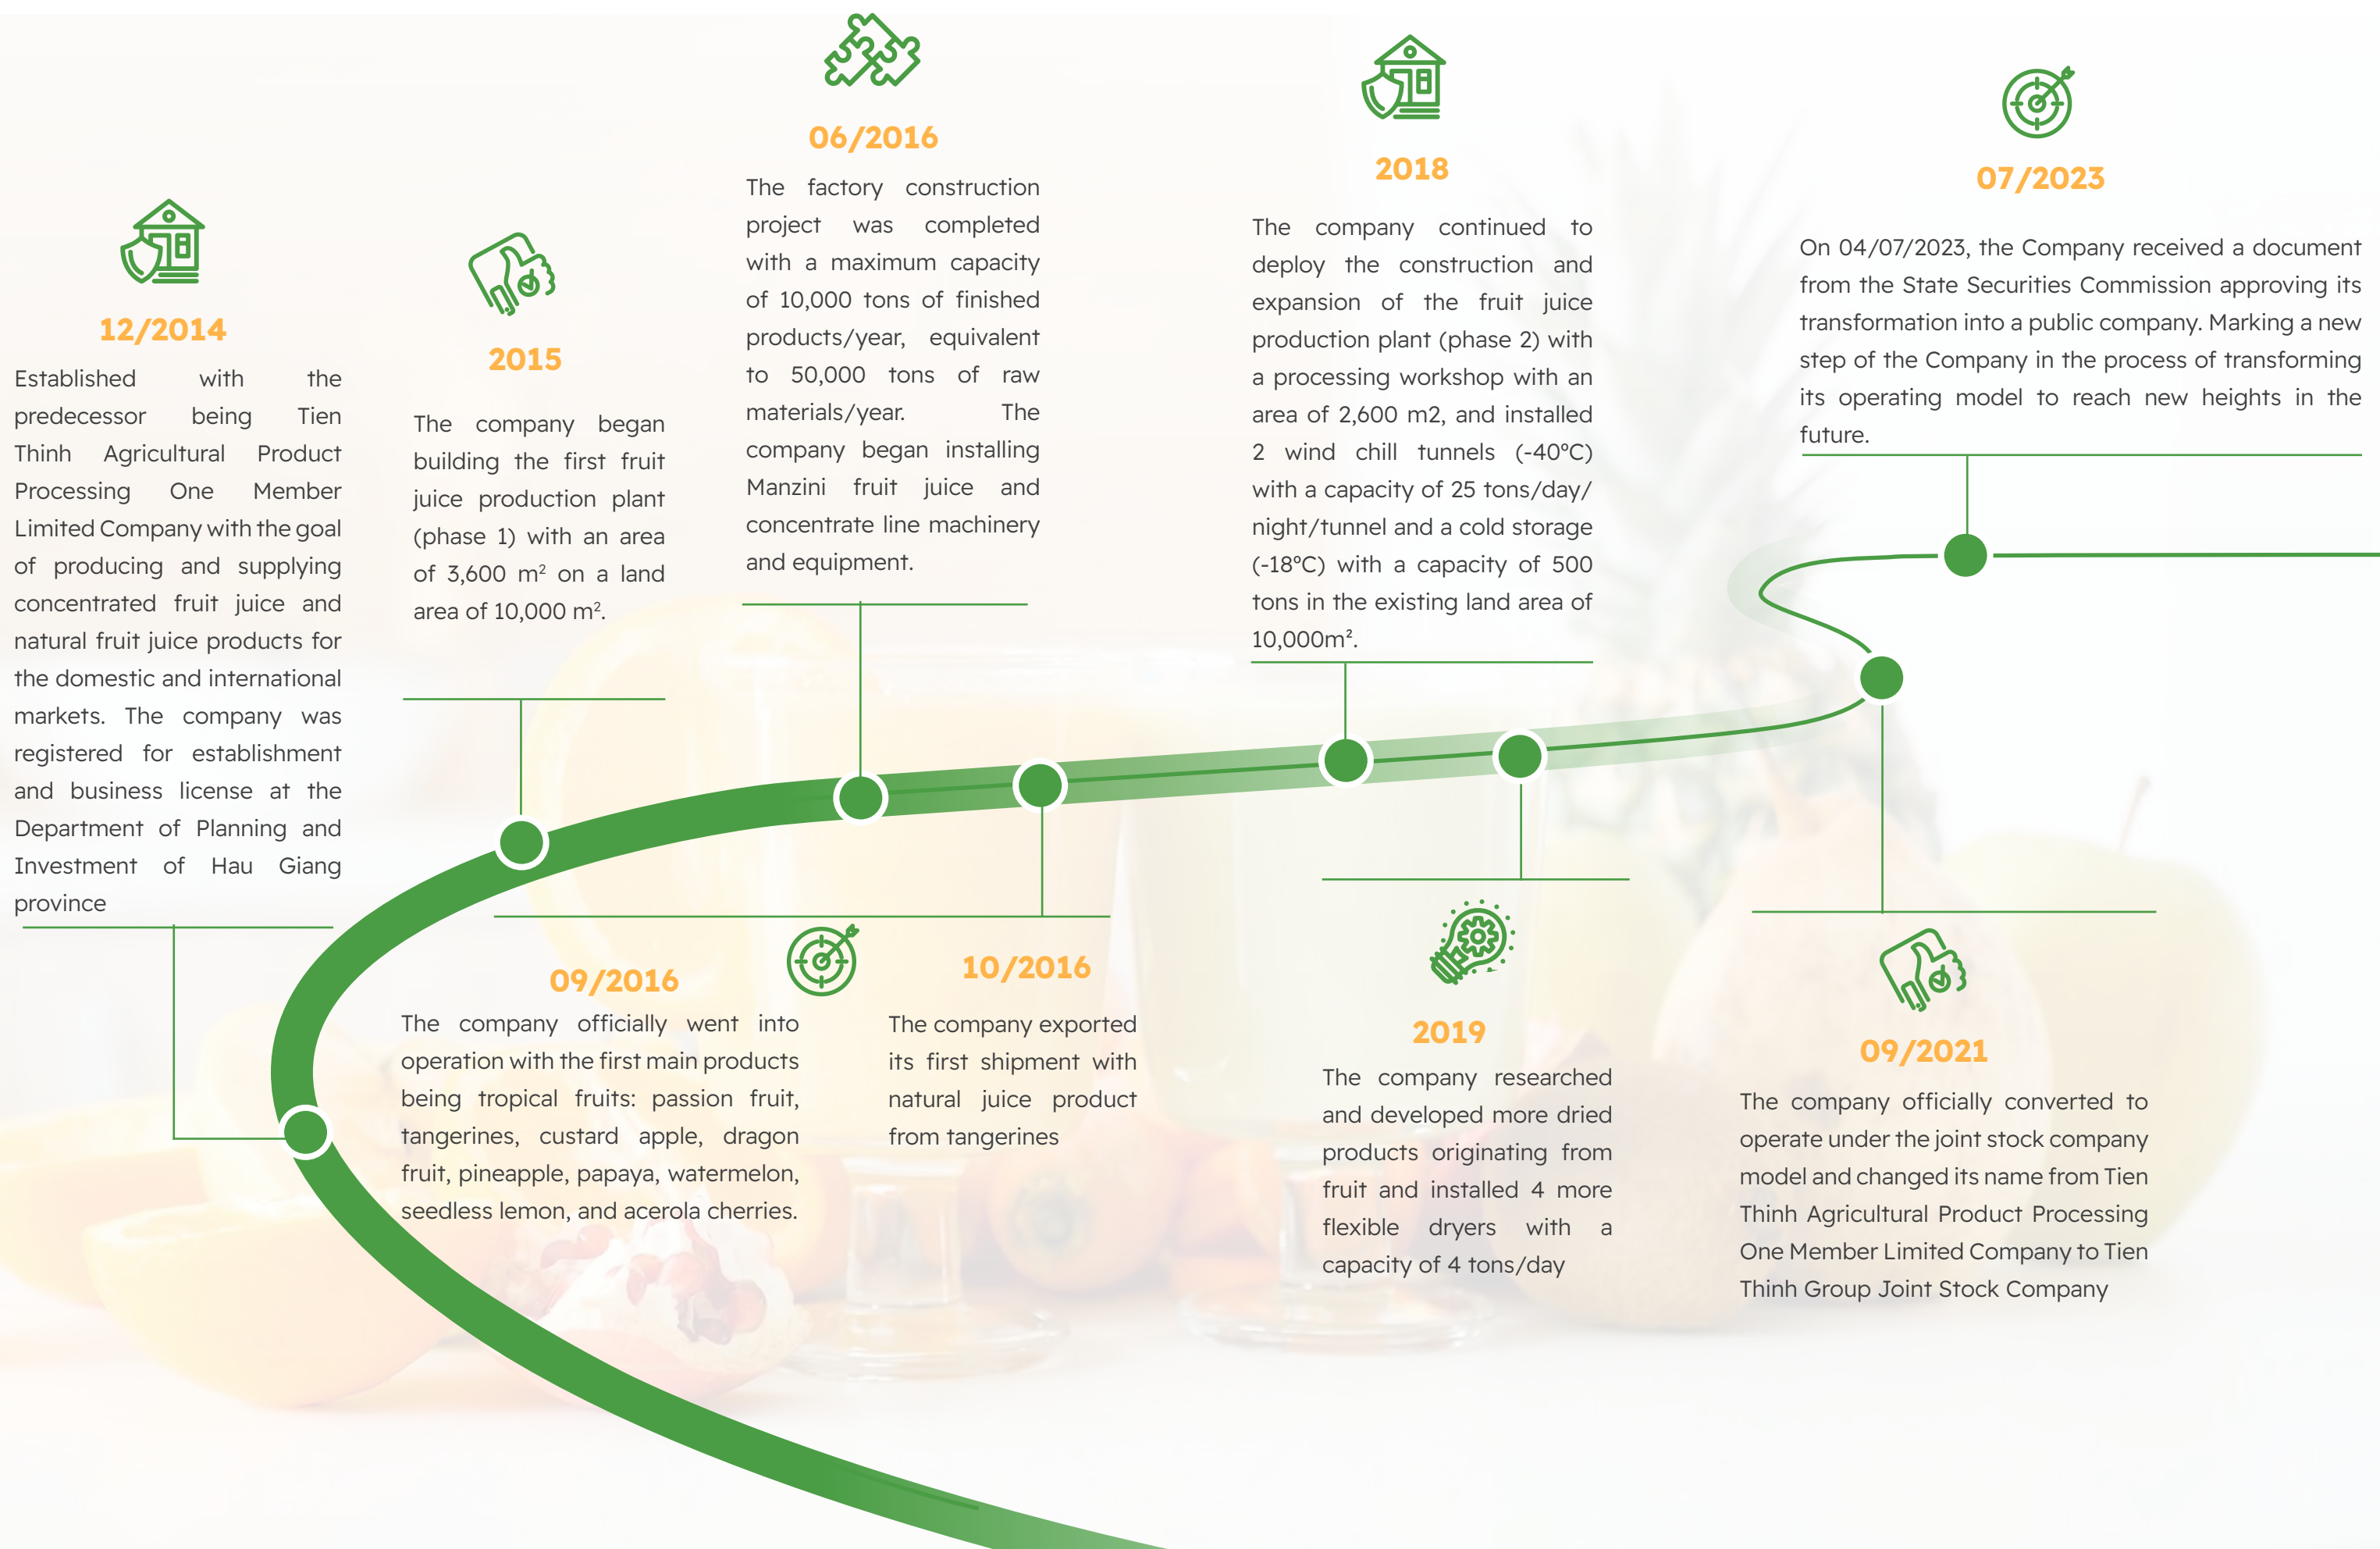 12/2014
Established with the
predecessor being Tien
Thinh Agricultural Product
Processing One Member
Limited Company with the goal
of producing and supplying
concentrated fruit juice and
natural fruit juice products for
the domestic and international
markets. The company was
registered for establishment
and business license at the
Department of Planning and
Investment of Hau Giang
province
2015
The company began
building the first fruit
juice production plant
(phase 1) with an area
of 3,600 m² on a land
area of 10,000 m².
06/2016
The factory construction
project was completed
with a maximum capacity
of 10,000 tons of finished
products/year, equivalent
to 50,000 tons of raw
materials/year. The
company began installing
Manzini fruit juice and
concentrate line machinery
and equipment.
09/2016
The company officially went into
operation with the first main products
being tropical fruits: passion fruit,
tangerines, custard apple, dragon
fruit, pineapple, papaya, watermelon,
seedless lemon, and acerola cherries.
10/2016
The company exported
its first shipment with
natural juice product
from tangerines
2018
The company continued to
deploy the construction and
expansion of the fruit juice
production plant (phase 2) with
a processing workshop with an
area of 2,600 m2, and installed
2 wind chill tunnels (-40ºC)
with a capacity of 25 tons/day/
night/tunnel and a cold storage
(-18ºC) with a capacity of 500
tons in the existing land area of
10,000m².
2019
The company researched
and developed more dried
products originating from
fruit and installed 4 more
flexible dryers with a
capacity of 4 tons/day
09/2021
The company officially converted to
operate under the joint stock company
model and changed its name from Tien
Thinh Agricultural Product Processing
One Member Limited Company to Tien
Thinh Group Joint Stock Company
07/2023
On 04/07/2023, the Company received a document
from the State Securities Commission approving its
transformation into a public company. Marking a new
step of the Company in the process of transforming
its operating model to reach new heights in the
future.